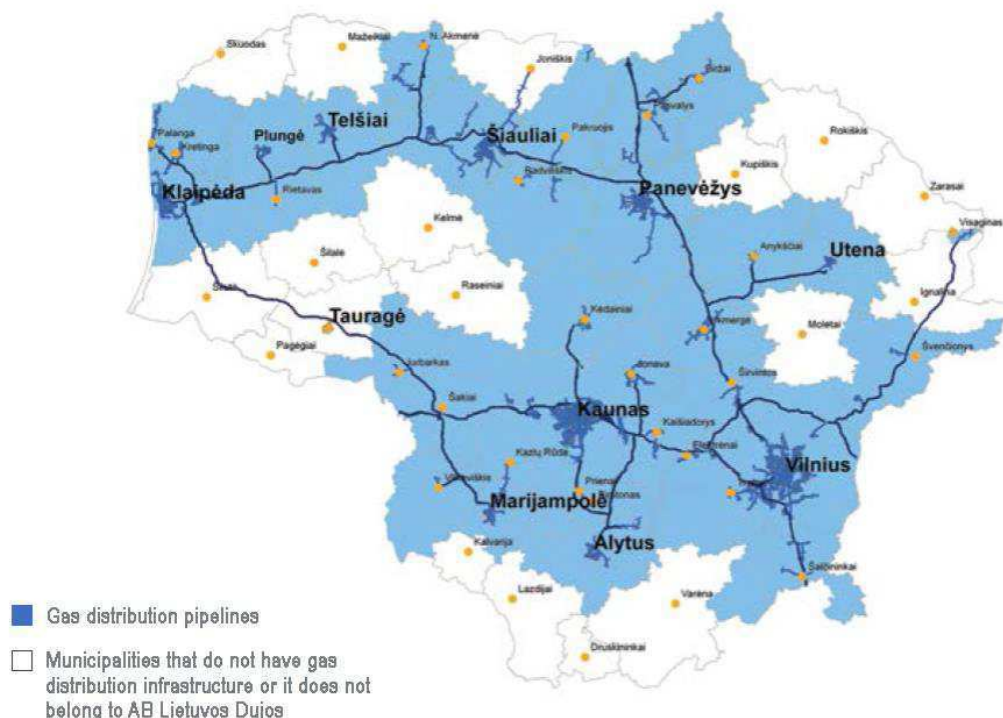 Skuodas
Mažeikiai
N. Akmenė
Joniškis
Biržai
Pasvalys
Palanga
Kretinga
Plungė
Telšiai
Šiauliai
Pakruojis
Rokiškis
Kupiškis
Radviliškis
Panevėžys
Klaipėda
Rietavas
Zarasai
Visaginas
Kelmė
Šilalė
Anykščiai
Utena
Raseiniai
Ignalina
Tauragė
Kėdainiai
Molėtai
Pagėgiai
Švenčionys
Jurbarkas
Jonava
Širvintos
Šakiai
Kaunas
Kaišiadorys
Elektrėnai
Kazlų Rūda
Vilnius
Vilkaviškis
Prienai
Marijampolė
Alytus
Kalvarija
Šalčininkai
Lazdijai
Varėna
Druskininkai
Gas distribution pipelines
Municipalities that do not have gas
distribution infrastructure or it does not
belong to AB Lietuvos Dujos